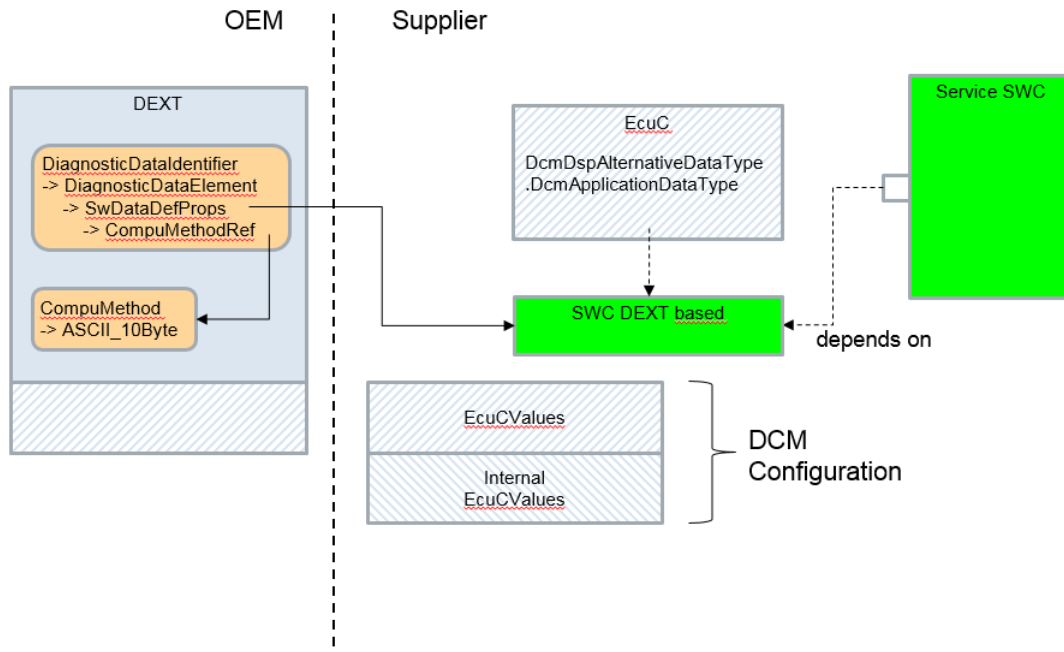 OEM
Supplier
DEXT
DiagnosticDataIdentifier
-> DiagnosticDataElement
-> SwDataDefProps
-> CompuMethodRef
CompuMethod
-> ASCII_10Byte
EcuC
DcmDspAlternativeDataType
.DcmApplicationDataType
Service SWC
SWC DEXT based
depends on
EcuCValues
Internal
EcuCValues
DCM
Configuration